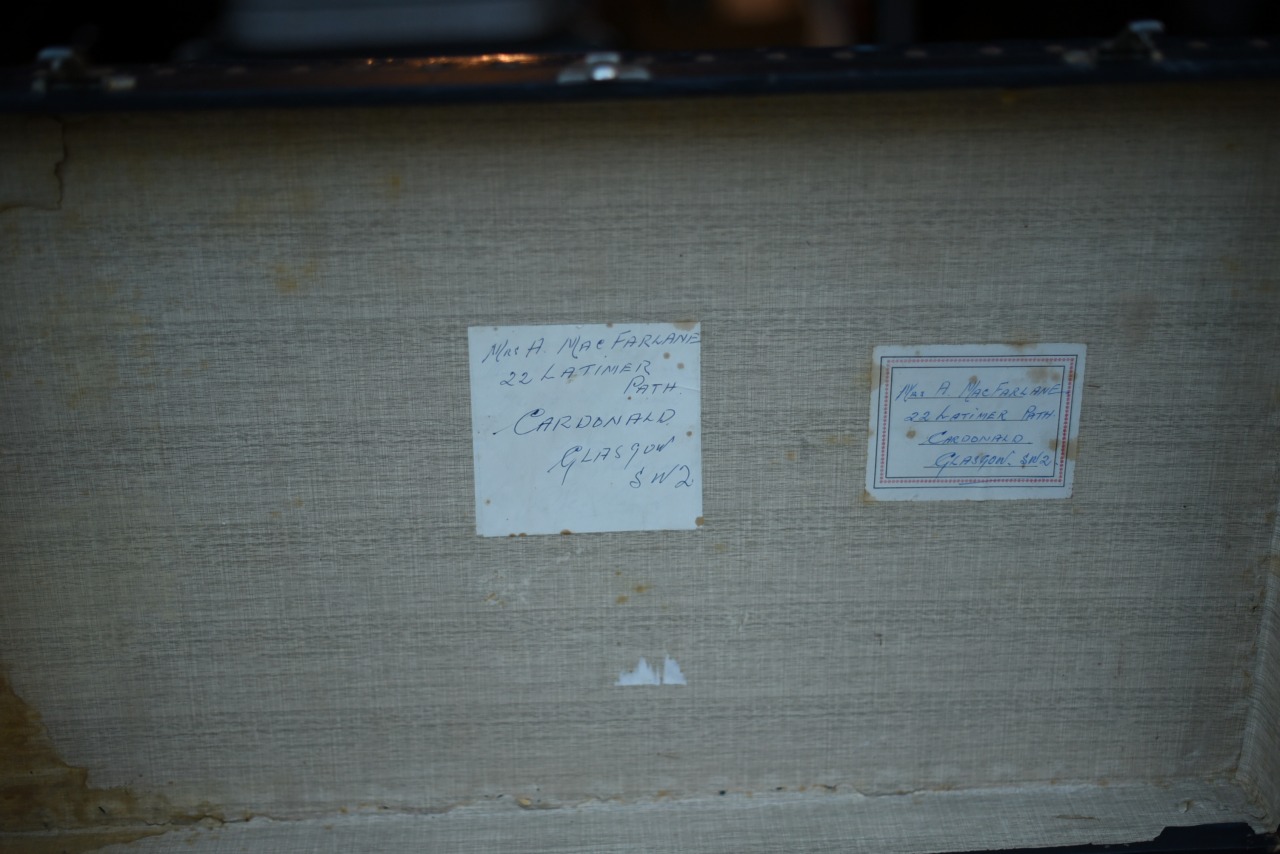 Mrs A. MacFARLANE
22 LATIMER
PATH.
CARDONALD.
GLASGOW
SW2
Mrs A MacFARLANE.
22 LATIMER PATH.
CARDONALD
GLASGOW. SW2.